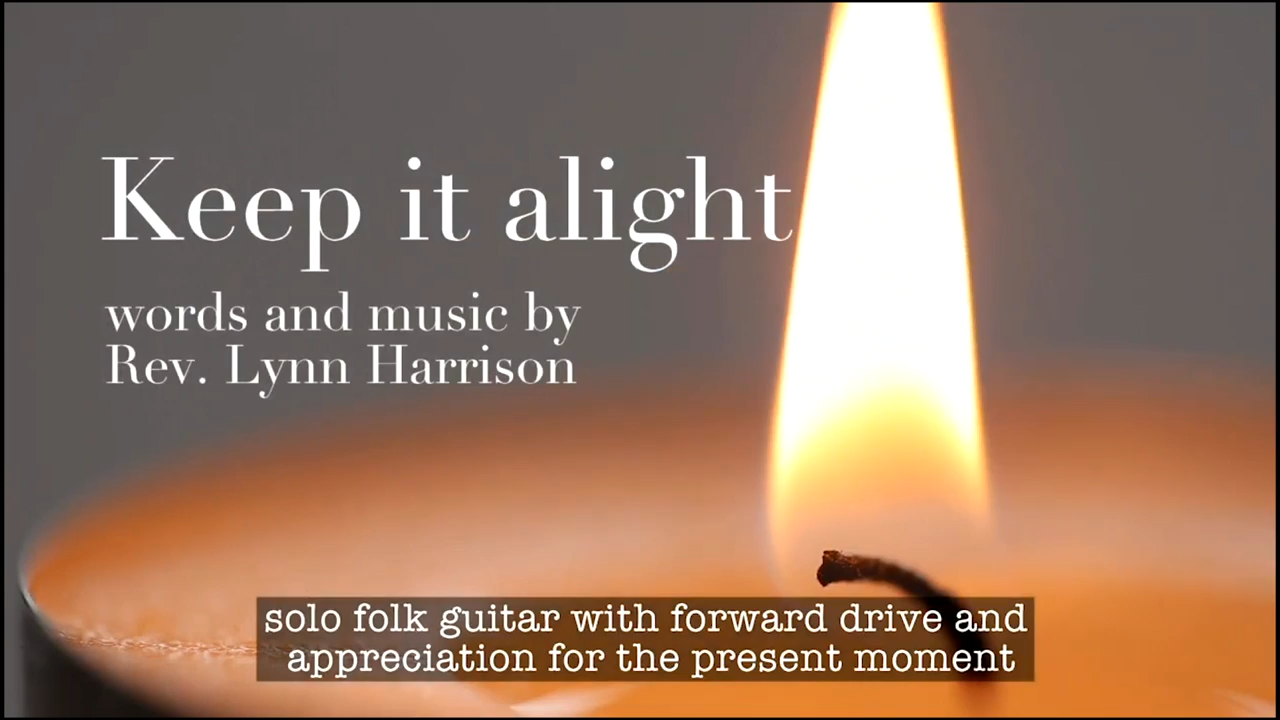 Keep it alight
words and music by
Rev. Lynn Harrison
solo folk guitar with forward drive and
appreciation for the present moment